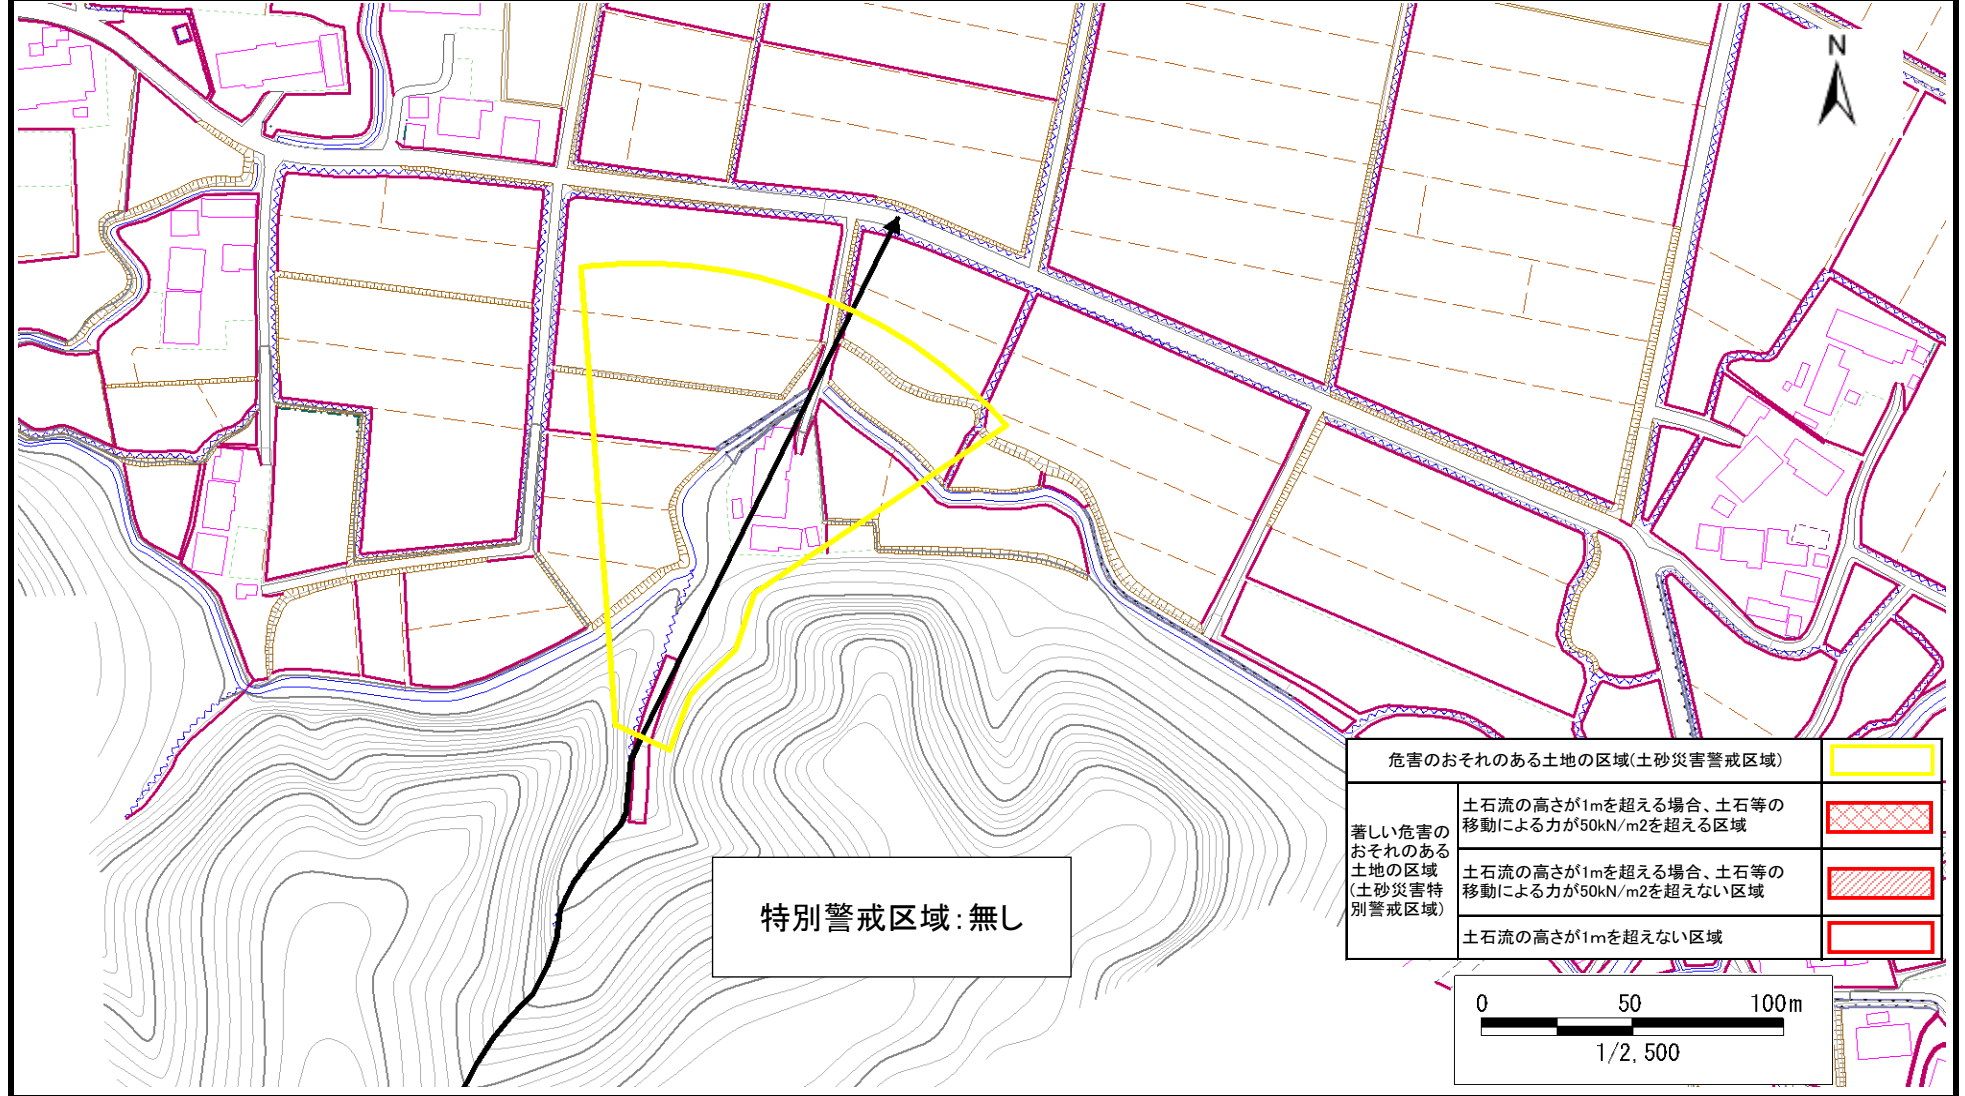 N
危害のおそれのある土地の区域(土砂災害警戒区域)
著しい危害の
おそれのある
土地の区域
(土砂災害特
別警戒区域)
土石流の高さが1mを超える場合、土石等の
移動による力が50kN/m2を超える区域
土石流の高さが1mを超える場合、土石等の
移動による力が50kN/m2を超えない区域
土石流の高さが1mを超えない区域
特別警戒区域:無し
0 50 100m
1/2,500